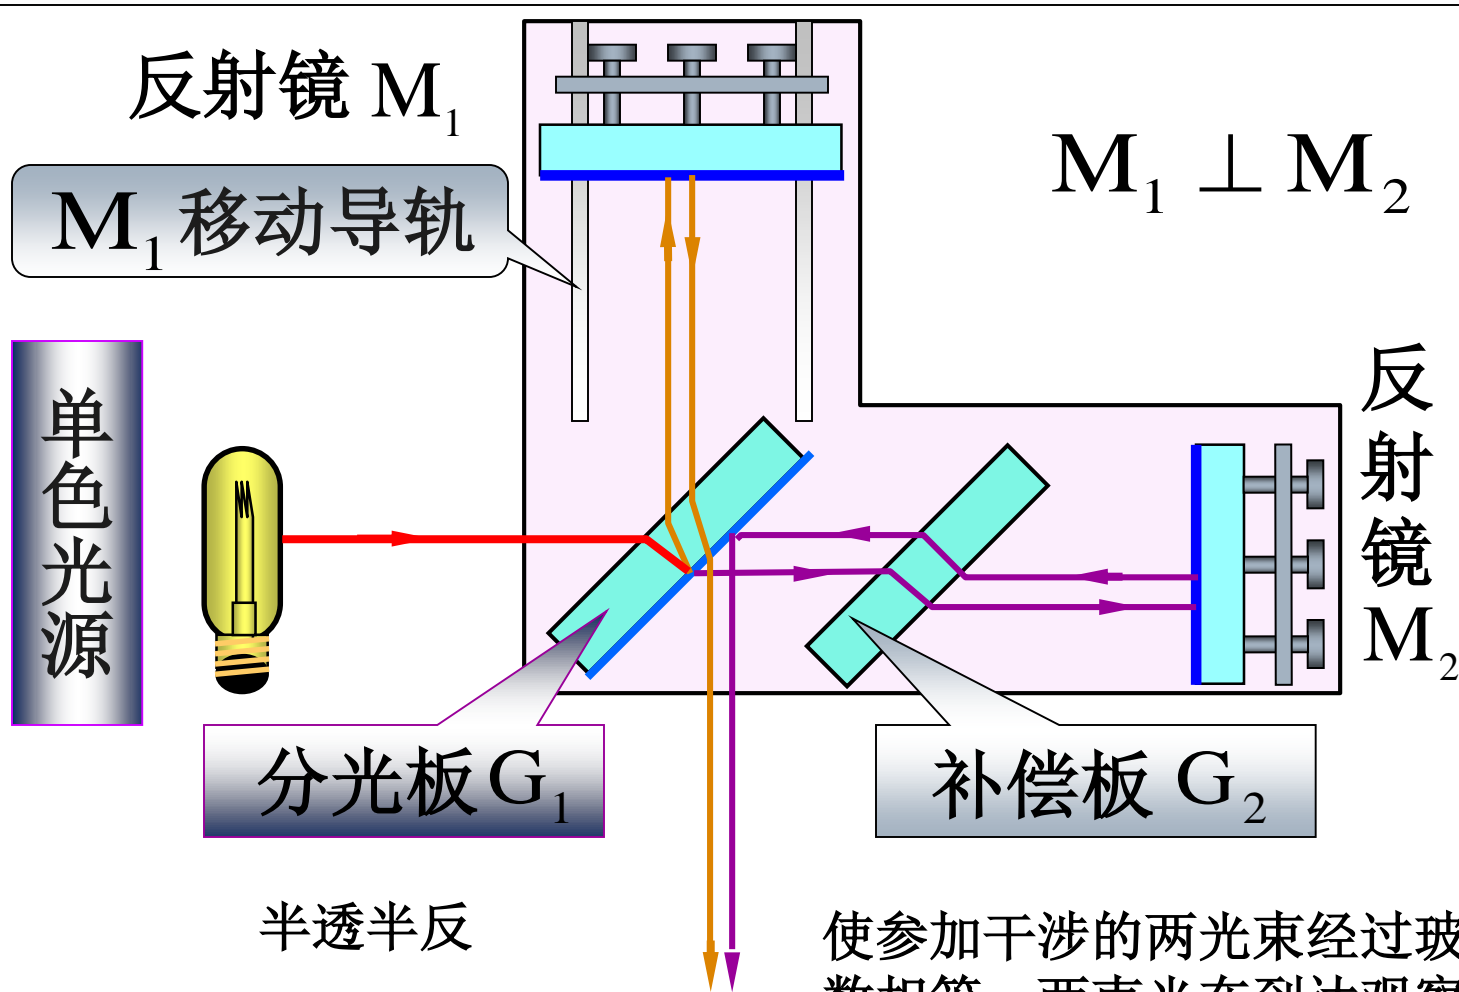 反射镜 M₁
M₁ ⊥ M₂
M₁ 移动导轨
单色光源
反射镜 M₂
分光板 G₁
补偿板 G₂
半透半反
使参加干涉的两光束经过玻